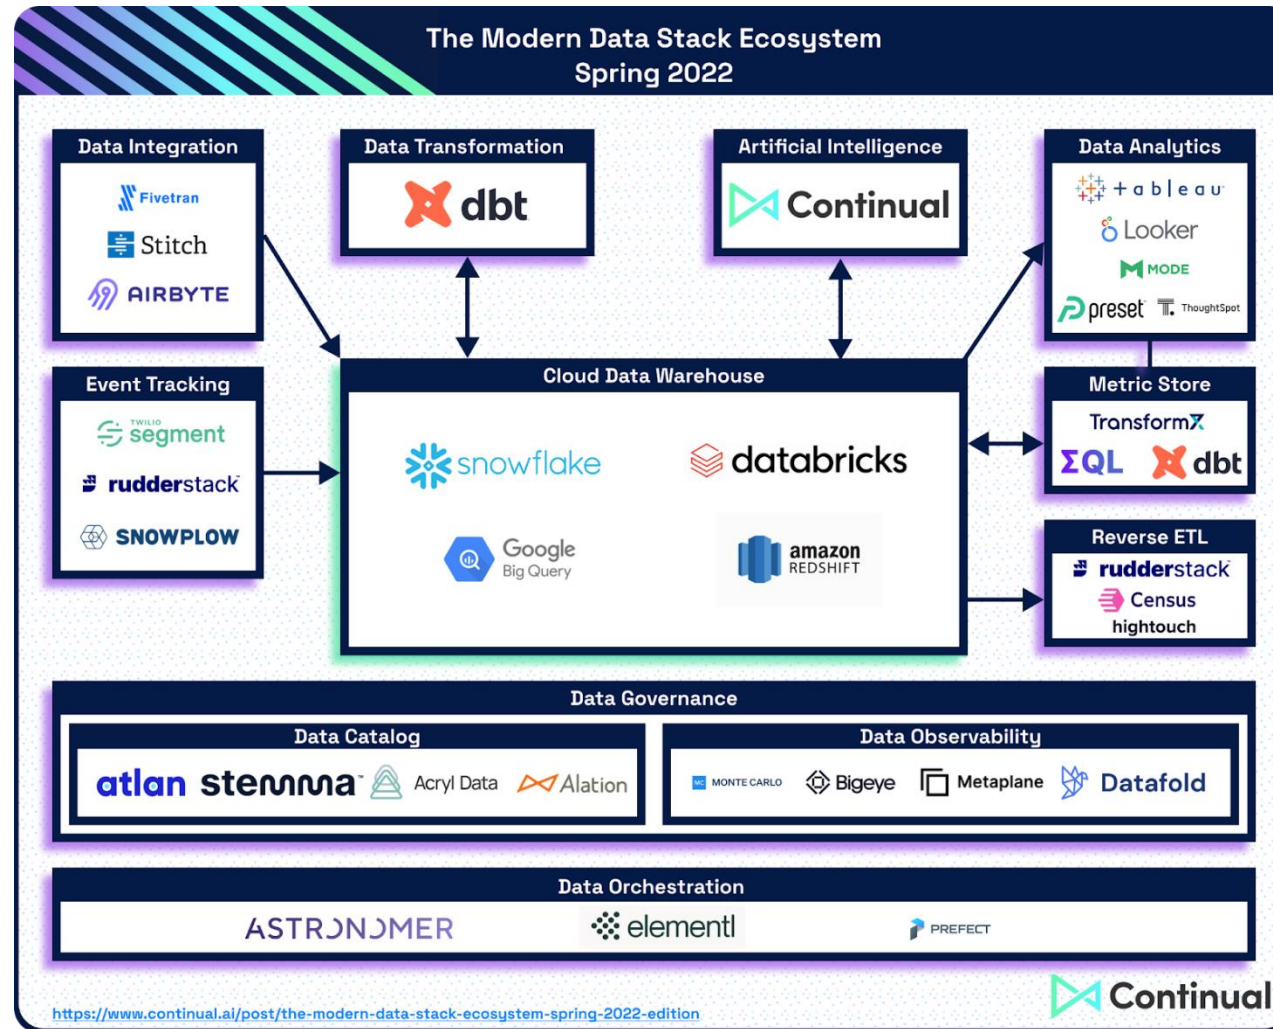 The Modern Data Stack Ecosystem
Spring 2022
Data Integration
Fivetran
Stitch
AIRBYTE
Data Transformation
dbt
Artificial Intelligence
Continual
Data Analytics
+ a b l e a u
Looker
MODE
preset
T. ThoughtSpot
Event Tracking
TWILIO
segment
rudderstack
SNOWPLOW
Cloud Data Warehouse
snowflake
databricks
Google
Big Query
amazon
REDSHIFT
Metric Store
TransformX
ΣQL
dbt
Reverse ETL
rudderstack
Census
hightouch
Data Governance
Data Catalog
atlan
stemma™
Acryl Data
Alation
Data Observability
MC MONTE CARLO
Bigeye
Metaplane
Datafold
Data Orchestration
ASTRONOMER
elementl
PREFECT
https://www.continual.ai/post/the-modern-data-stack-ecosystem-spring-2022-edition
Continual